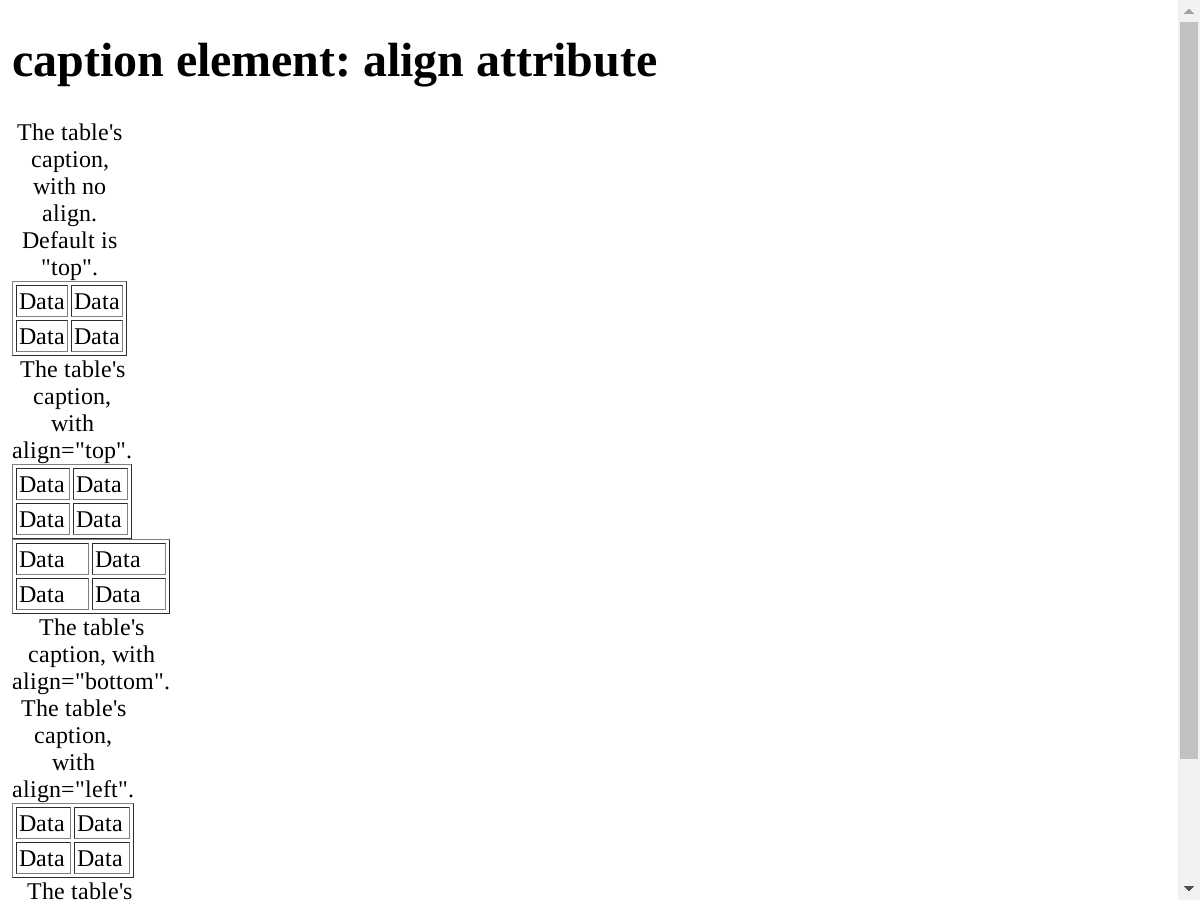 caption element: align attribute
The table's
caption,
with no
align.
Default is
"top".
Data Data
Data Data
The table's
caption,
with
align="top".
Data Data
Data Data
Data Data
Data Data
The table's
caption, with
align="bottom".
The table's
caption,
with
align="left".
Data Data
Data Data
The table's